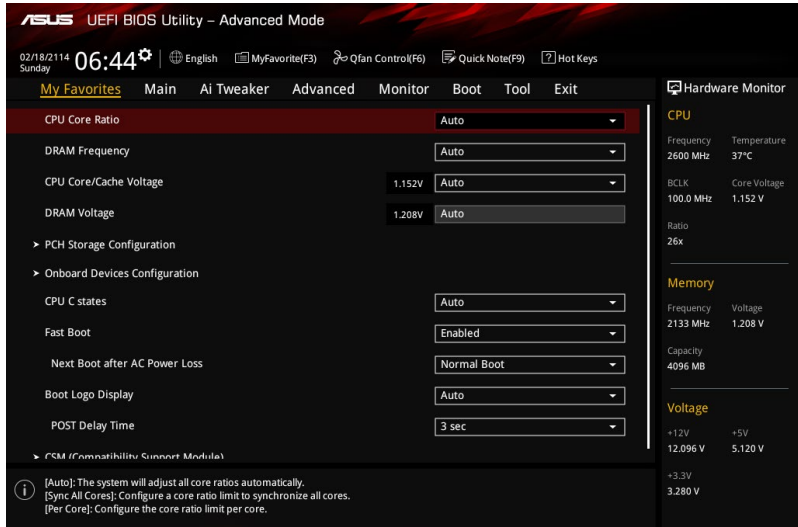 ASUS UEFI BIOS Utility – Advanced Mode
02/18/2114
Sunday
06:44
English
MyFavorite(F3)
Qfan Control(F6)
Quick Note(F9)
? Hot Keys
My Favorites Main Ai Tweaker Advanced Monitor Boot Tool Exit
CPU Core Ratio Auto
DRAM Frequency Auto
CPU Core/Cache Voltage 1.152V Auto
DRAM Voltage 1.208V Auto
> PCH Storage Configuration
> Onboard Devices Configuration
CPU C states Auto
Fast Boot Enabled
Next Boot after AC Power Loss Normal Boot
Boot Logo Display Auto
POST Delay Time 3 sec
> CSM (Compatibility Support Module)
i
[Auto]: The system will adjust all core ratios automatically.
[Sync All Cores]: Configure a core ratio limit to synchronize all cores.
[Per Core]: Configure the core ratio limit per core.
Hardware Monitor
CPU
Frequency Temperature
2600 MHz 37°C
BCLK Core Voltage
100.0 MHz 1.152 V
Ratio
26x
Memory
Frequency Voltage
2133 MHz 1.208 V
Capacity
4096 MB
Voltage
+12V +5V
12.096 V 5.120 V
+3.3V
3.280 V